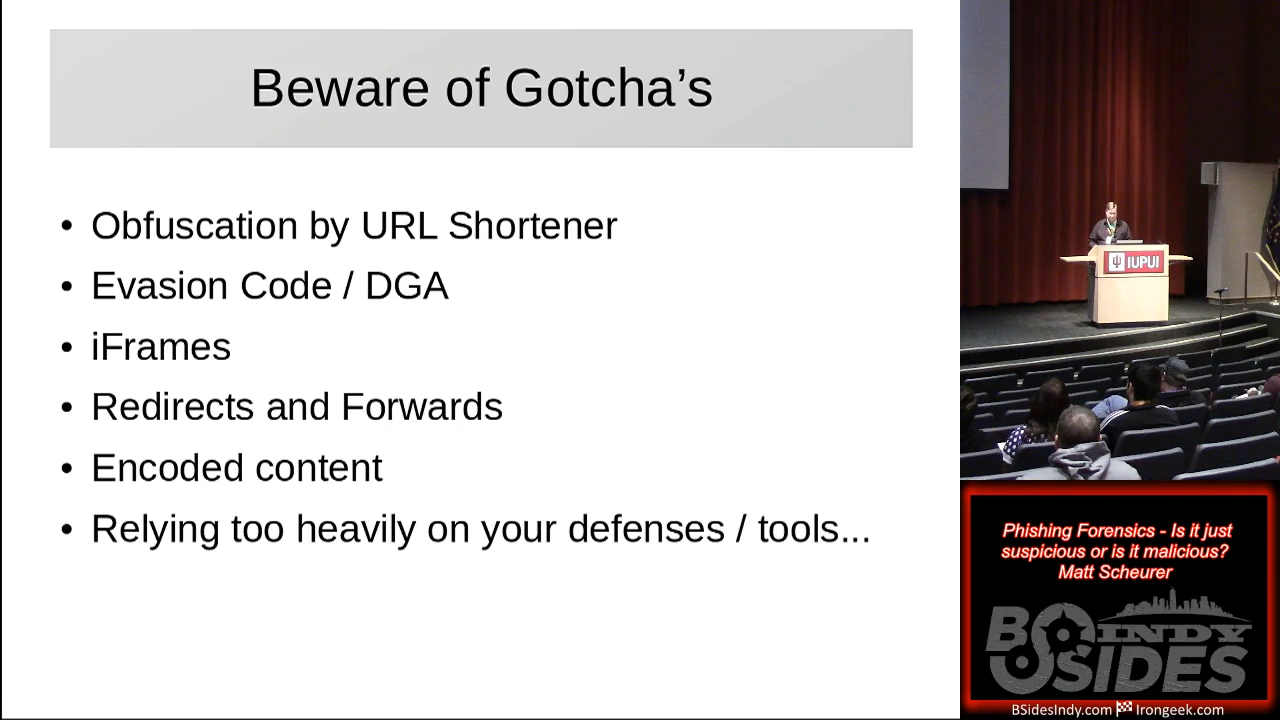 Beware of Gotcha’s
• Obfuscation by URL Shortener
• Evasion Code / DGA
• iFrames
• Redirects and Forwards
• Encoded content
• Relying too heavily on your defenses / tools...
IUPUI
Phishing Forensics - Is it just
suspicious or is it malicious?
Matt Scheurer
BSIDES
INDY
BSidesIndy.com Irongeek.com